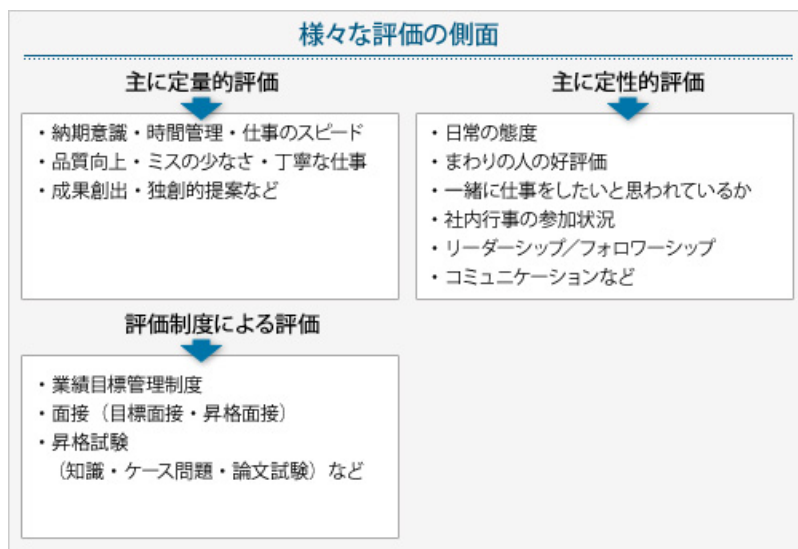 様々な評価の側面
主に定量的評価
・納期意識・時間管理・仕事のスピード
・品質向上・ミスの少なさ・丁寧な仕事
・成果創出・独創的提案など
主に定性的評価
・日常の態度
・まわりの人の好評価
・一緒に仕事をしたいと思われているか
・社内行事の参加状況
・リーダーシップ／フォロワーシップ
・コミュニケーションなど
評価制度による評価
・業績目標管理制度
・面接（目標面接・昇格面接）
・昇格試験
（知識・ケース問題・論文試験）など